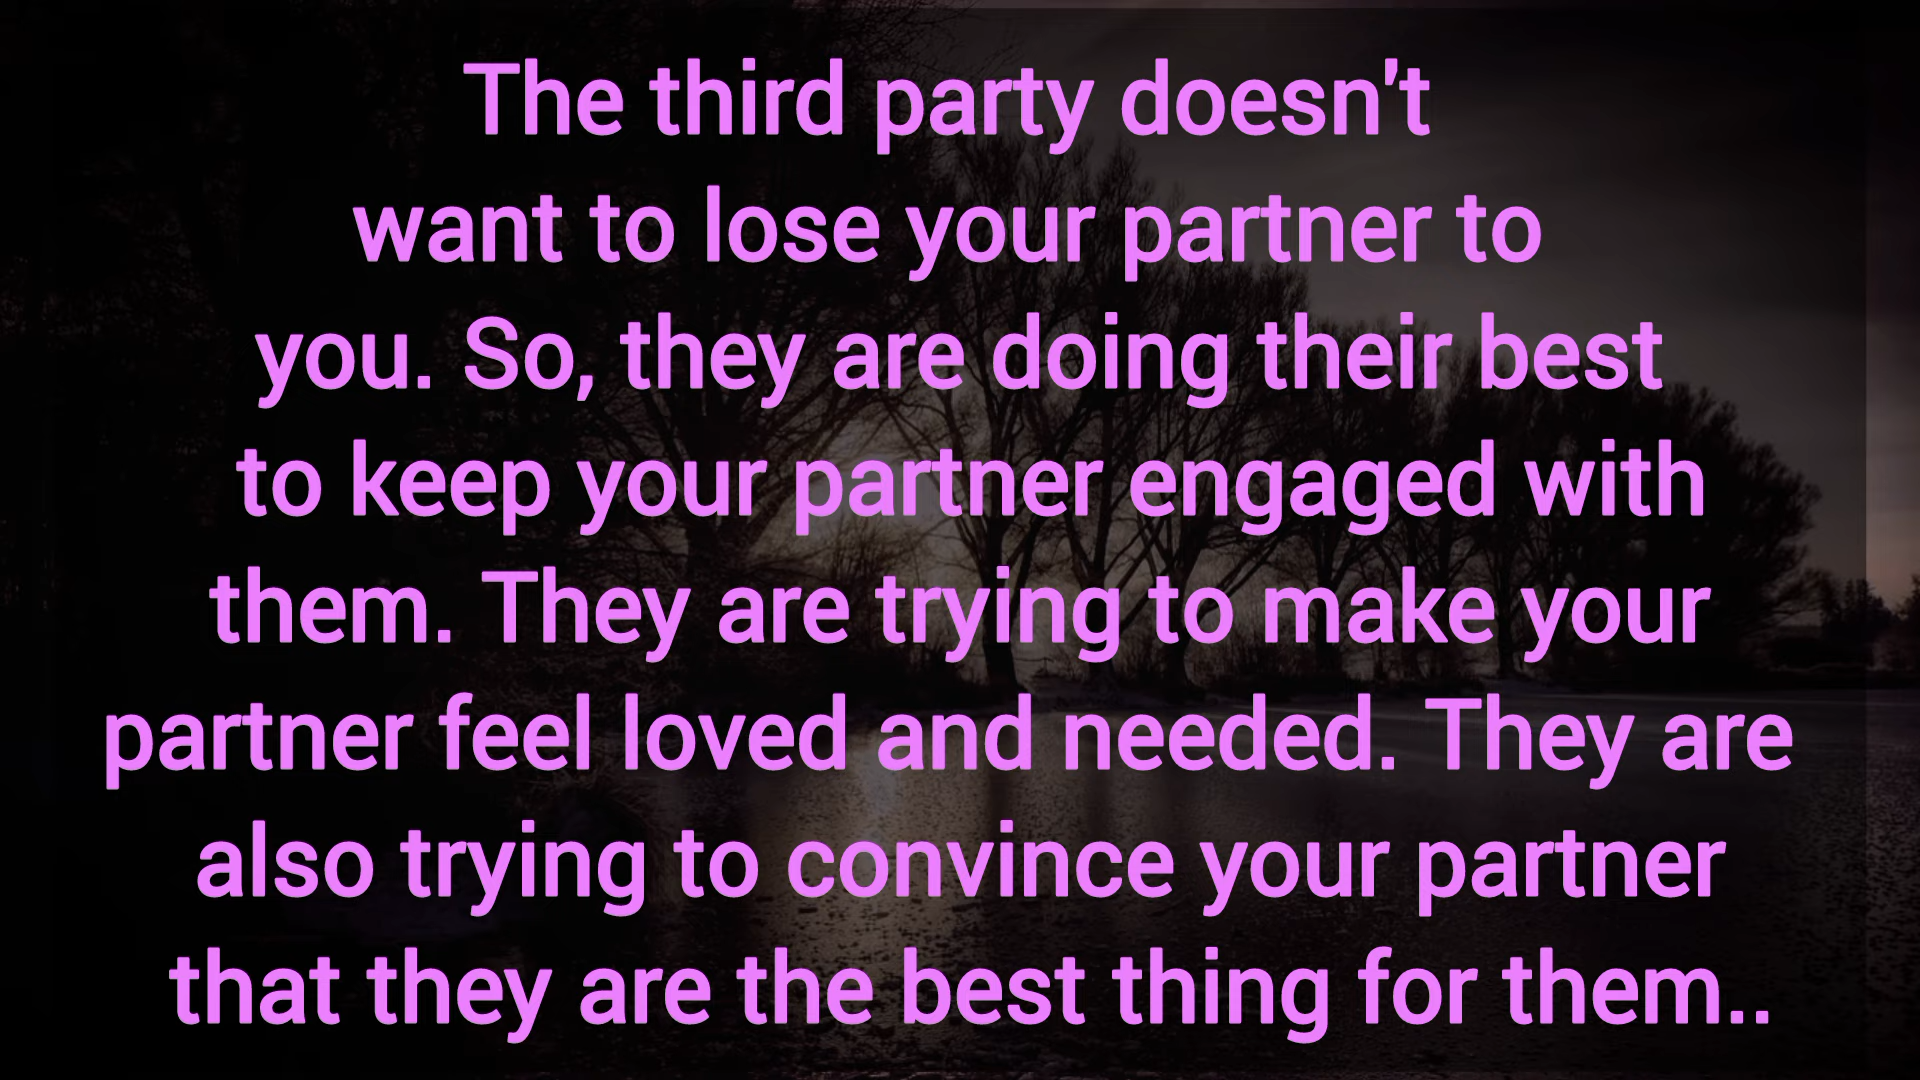 The third party doesn't
want to lose your partner to
you. So, they are doing their best
to keep your partner engaged with
them. They are trying to make your
partner feel loved and needed. They are
also trying to convince your partner
that they are the best thing for them..